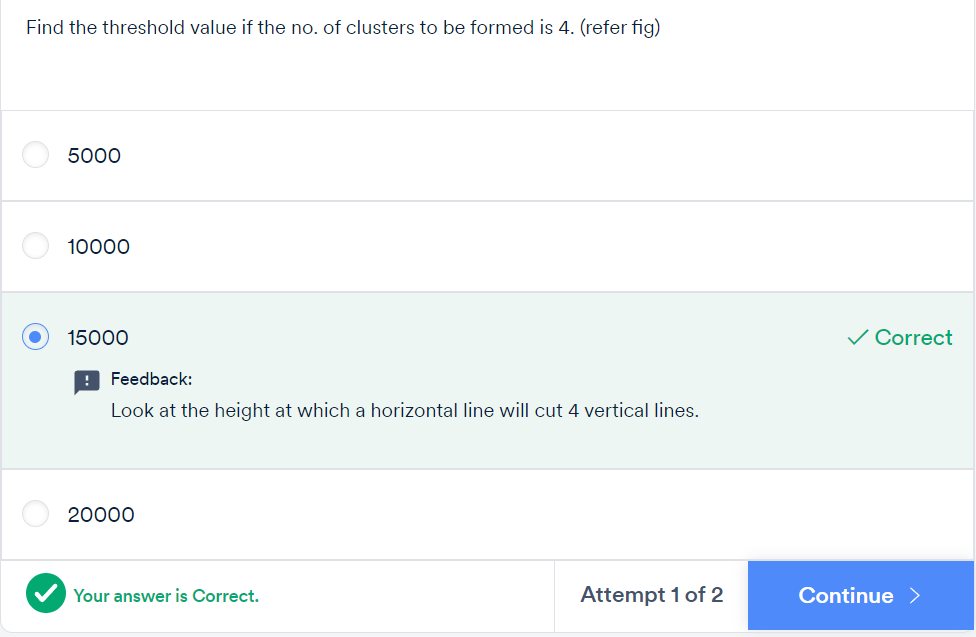 Find the threshold value if the no. of clusters to be formed is 4. (refer fig)
5000
10000
15000
Correct
Feedback:
Look at the height at which a horizontal line will cut 4 vertical lines.
20000
Your answer is Correct.
Attempt 1 of 2
Continue